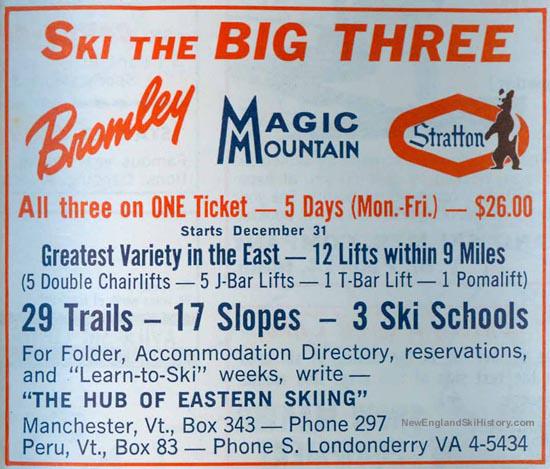 SKI THE BIG THREE
Bromley
MAGIC MOUNTAIN
Stratton
All three on ONE Ticket — 5 Days (Mon.-Fri.) — $26.00
Starts December 31
Greatest Variety in the East — 12 Lifts within 9 Miles
(5 Double Chairlifts — 5 J-Bar Lifts — 1 T-Bar Lift — 1 Pomalift)
29 Trails – 17 Slopes – 3 Ski Schools
For Folder, Accommodation Directory, reservations,
and "Learn-to-Ski" weeks, write —
"THE HUB OF EASTERN SKIING"
Manchester, Vt., Box 343 — Phone 297
NewEnglandSkiHistory.com
Peru, Vt., Box 83 — Phone S. Londonderry VA 4-5434